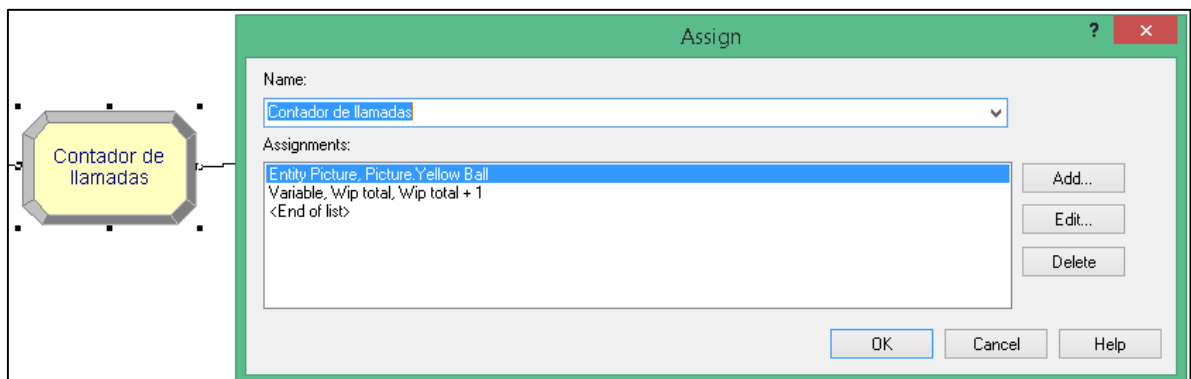 Assign
?
Name:
Contador de llamadas
Contador de
llamadas
Assignments:
Entity Picture, Picture.Yellow Ball
Variable, Wip total, Wip total + 1
<End of list>
Add...
Edit...
Delete
OK
Cancel
Help